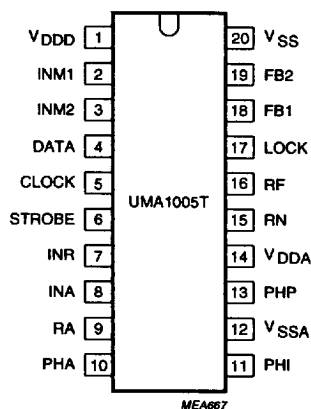 VDDD 1 20 VSS
INM1 2 19 FB2
INM2 3 18 FB1
DATA 4 17 LOCK
CLOCK 5 16 RF
UMA1005T
STROBE 6 15 RN
INR 7 14 VDDA
INA 8 13 PHP
RA 9 12 VSSA
PHA 10 11 PHI
MEA667